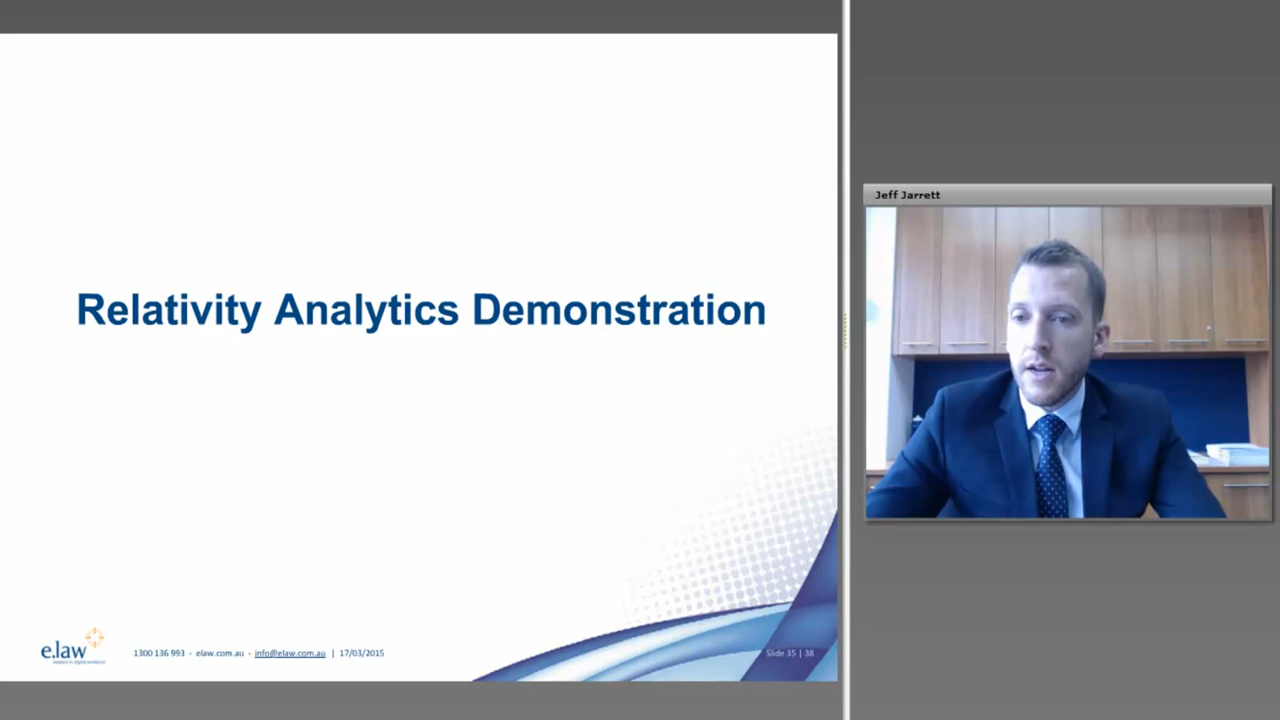 Relativity Analytics Demonstration
e.law
1300 136 993 - elaw.com.au - info@elaw.com.au | 17/03/2015
Slide 35 | 38
Jeff Jarrett